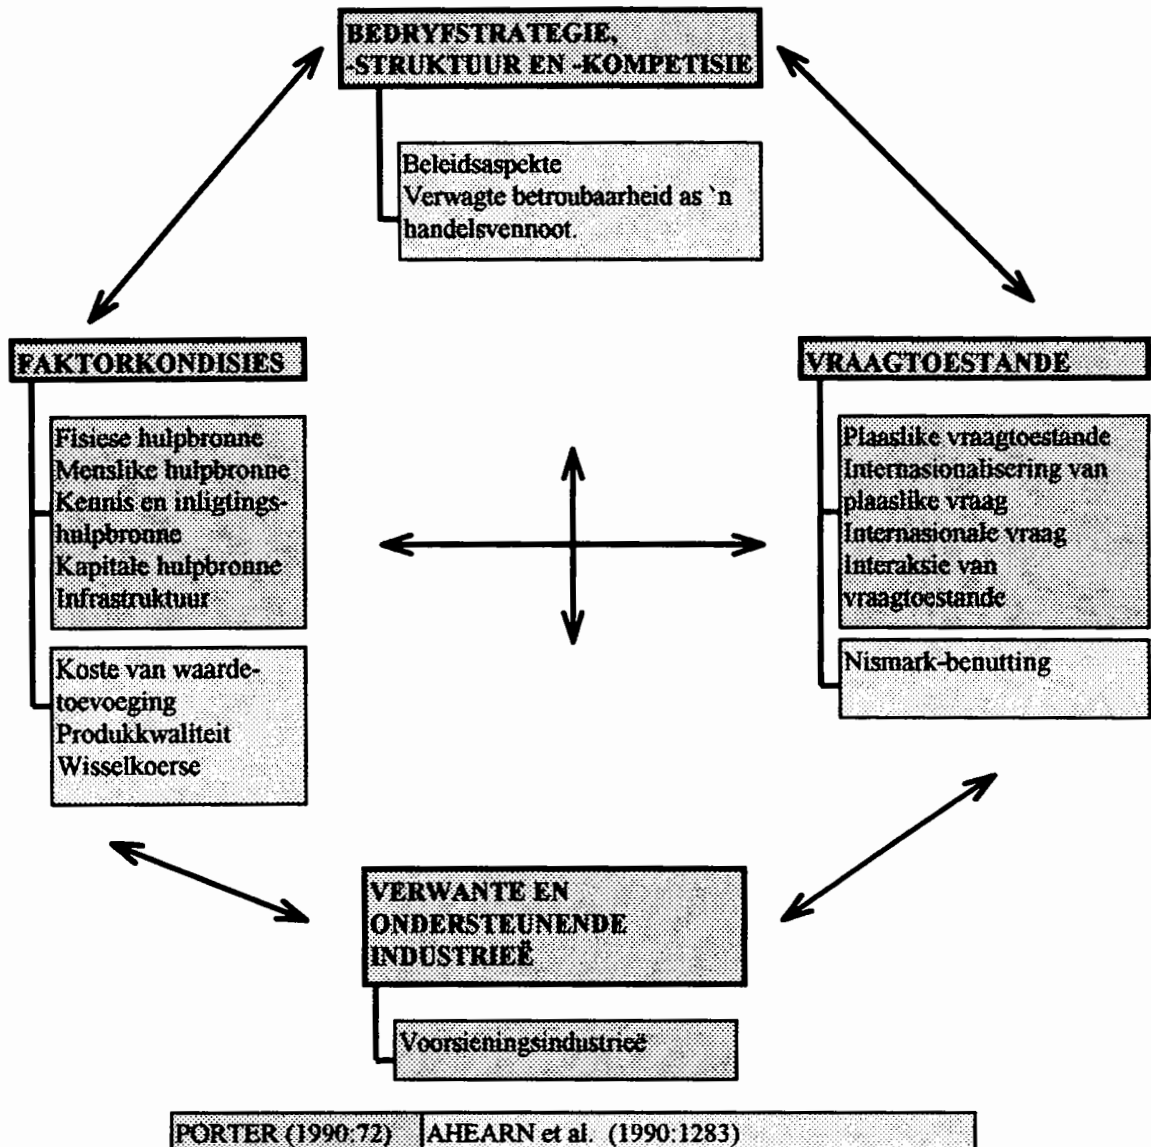 BEDRYFSTRATEGIE,
-STRUKTUUR EN -KOMPETISIE
Beleidsaspekte
Verwagte betroubaarheid as `n
handelsvennoot.
FAKTORKONDISIES
Fisiese hulpbronne
Menslike hulpbronne
Kennis en inligtings-
hulpbronne
Kapitale hulpbronne
Infrastruktuur
Koste van waarde-
toevoeging
Produkkwaliteit
Wisselkoerse
VRAAGTOESTANDE
Plaaslike vraagtoestande
Internasionalisering van
plaaslike vraag
Internasionale vraag
Interaksie van
vraagtoestande
Nismark-benutting
VERWANTE EN
ONDERSTEUNENDE
INDUSTRIEË
Voorsieningsindustrieë
PORTER (1990:72) AHEARN et al. (1990:1283)